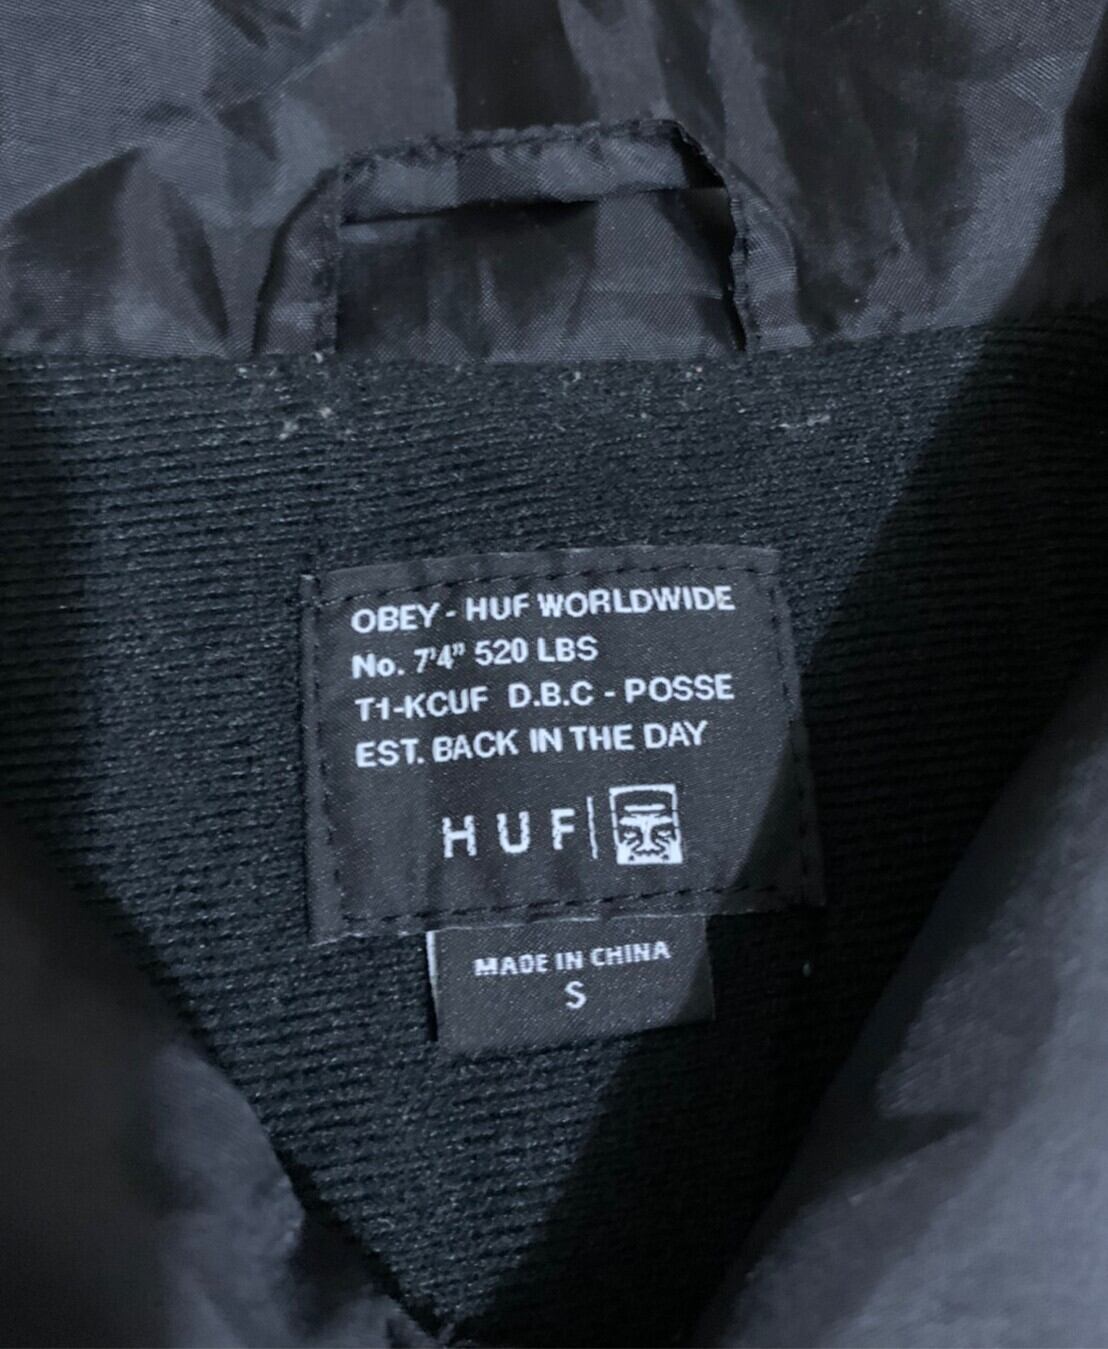 OBEY - HUF WORLDWIDE
No. 7'4" 520 LBS
T1-KCUF D.B.C - POSSE
EST. BACK IN THE DAY
HUF
MADE IN CHINA
S